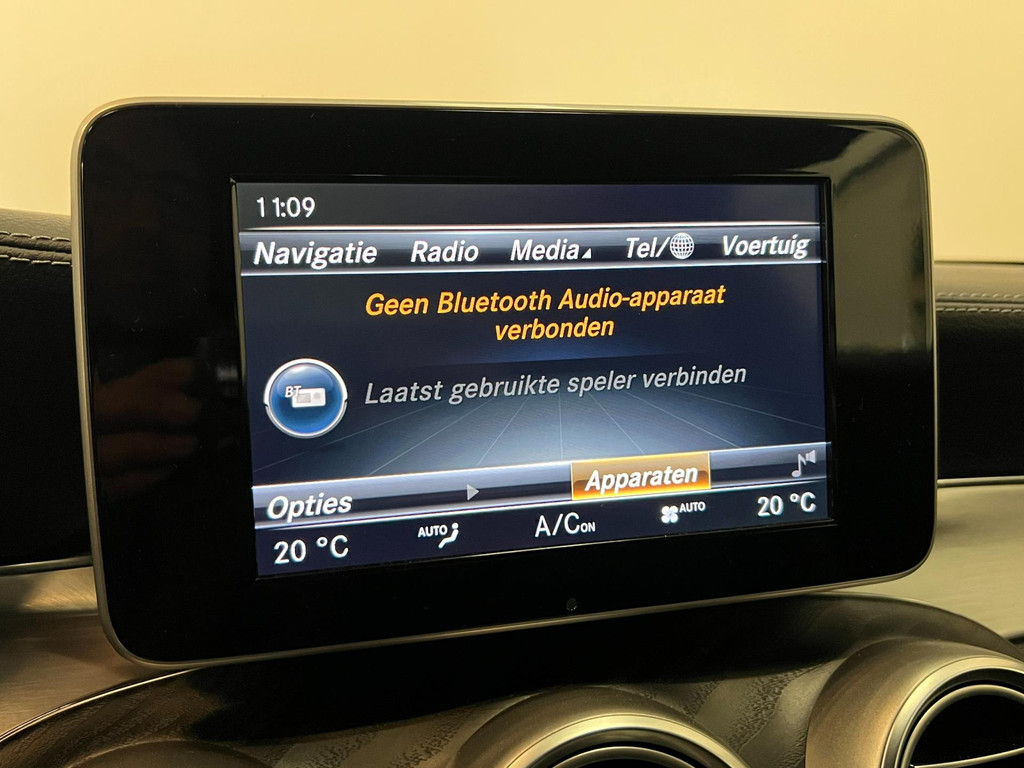 11:09
Navigatie Radio Media Tel/ Voertuig
Geen Bluetooth Audio-apparaat
verbonden
BT
Laatst gebruikte speler verbinden
Opties Apparaten
20 °C AUTO A/C ON AUTO 20 °C